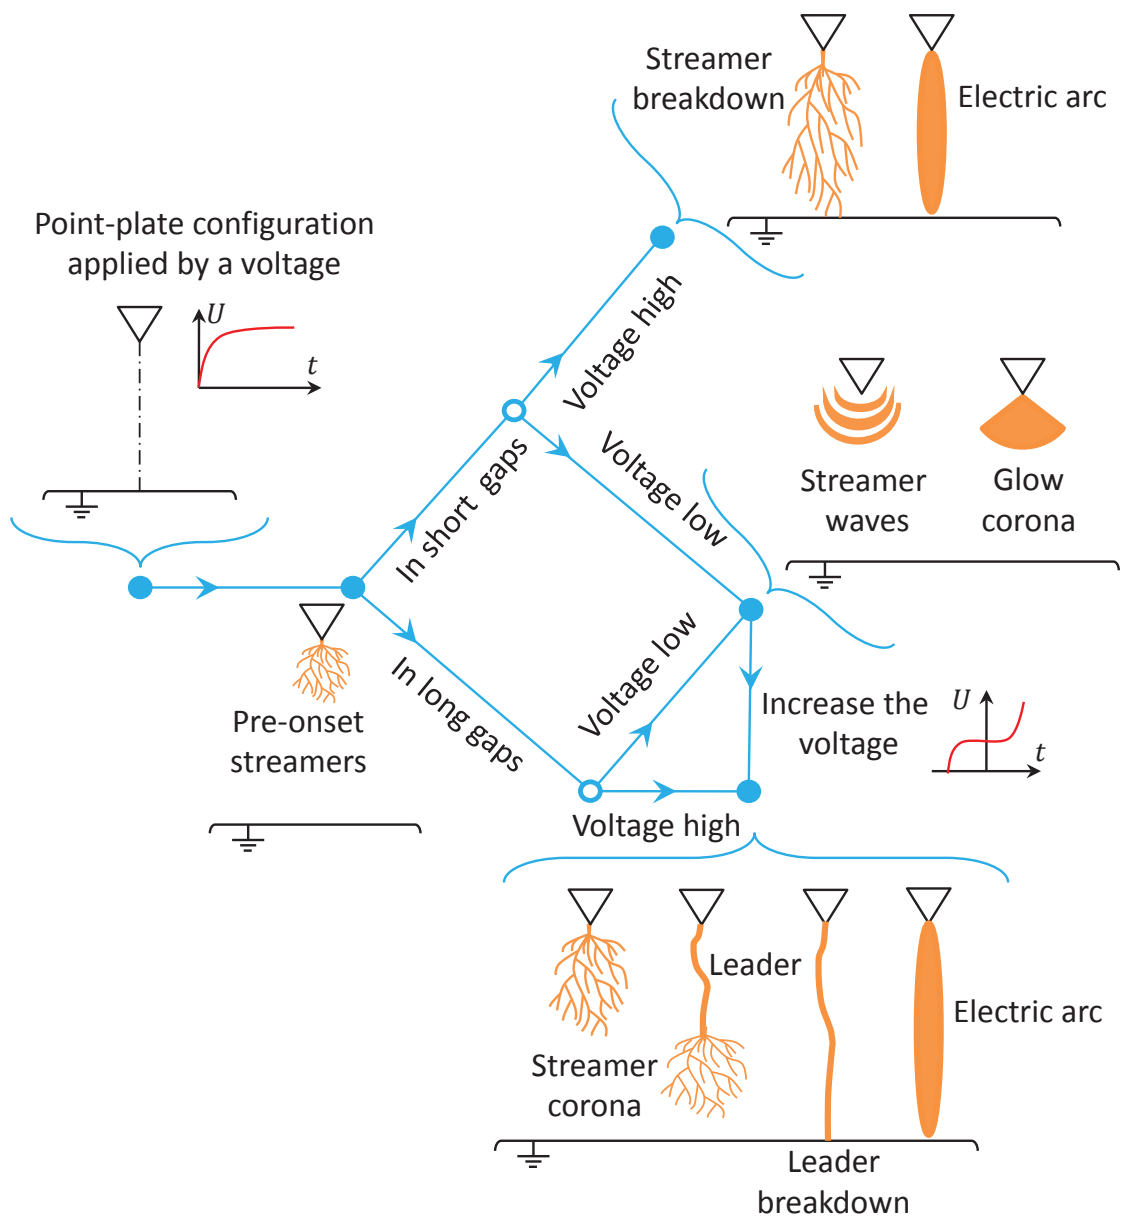 Streamer
breakdown
Electric arc
Point-plate configuration
applied by a voltage
U
t
Voltage high
In short gaps
Voltage low
Streamer
waves
Glow
corona
Pre-onset
streamers
In long gaps
Voltage low
Increase the
voltage
U
t
Voltage high
Leader
Electric arc
Streamer
corona
Leader
breakdown